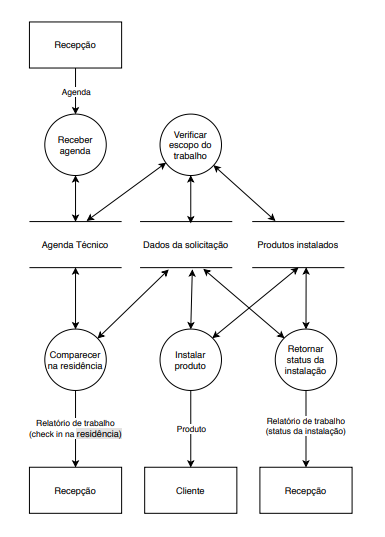 Recepção
Agenda
Receber
agenda
Verificar
escopo do
trabalho
Agenda Técnico
Dados da solicitação
Produtos instalados
Comparecer
na residência
Instalar
produto
Retornar
status da
instalação
Relatório de trabalho
(check in na residência)
Produto
Relatório de trabalho
(status da instalação)
Recepção
Cliente
Recepção